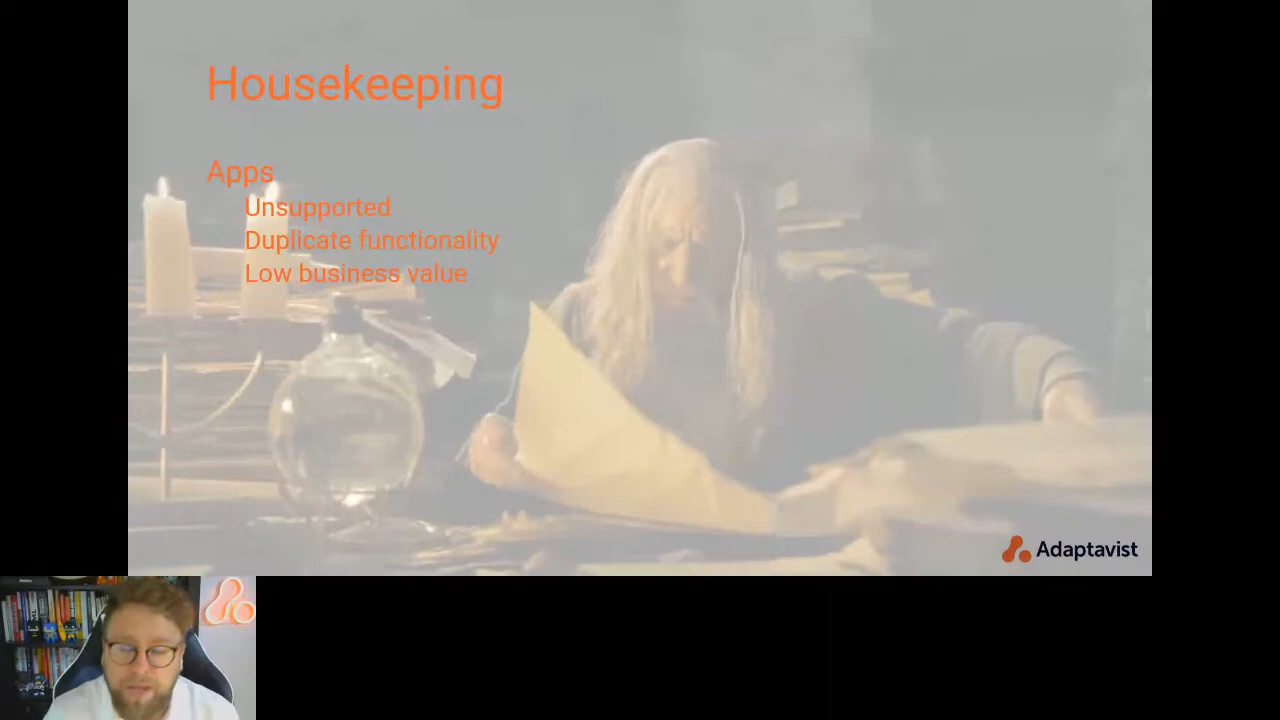 Housekeeping
Apps
Unsupported
Duplicate functionality
Low business value
Adaptavist